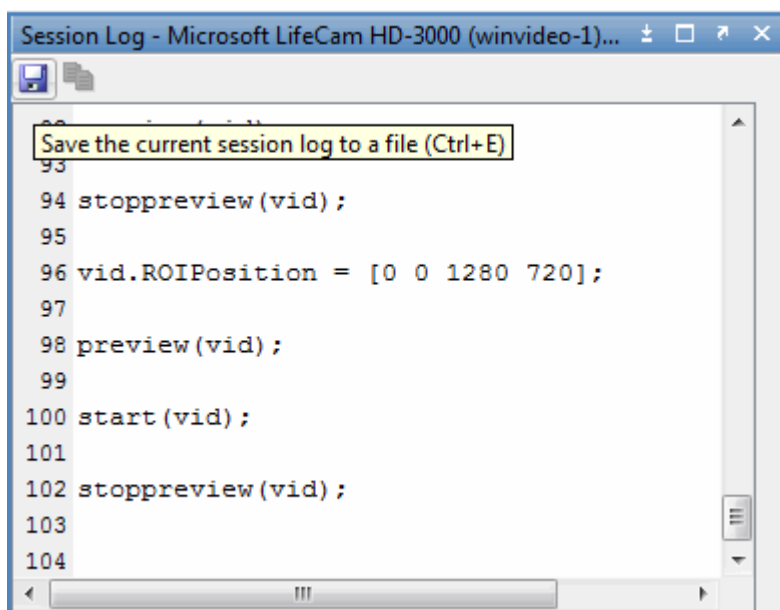 Session Log - Microsoft LifeCam HD-3000 (winvideo-1)...
Save the current session log to a file (Ctrl+E)
93
94 stoppreview(vid);
95
96 vid.ROIPosition = [0 0 1280 720];
97
98 preview(vid);
99
100 start(vid);
101
102 stoppreview(vid);
103
104